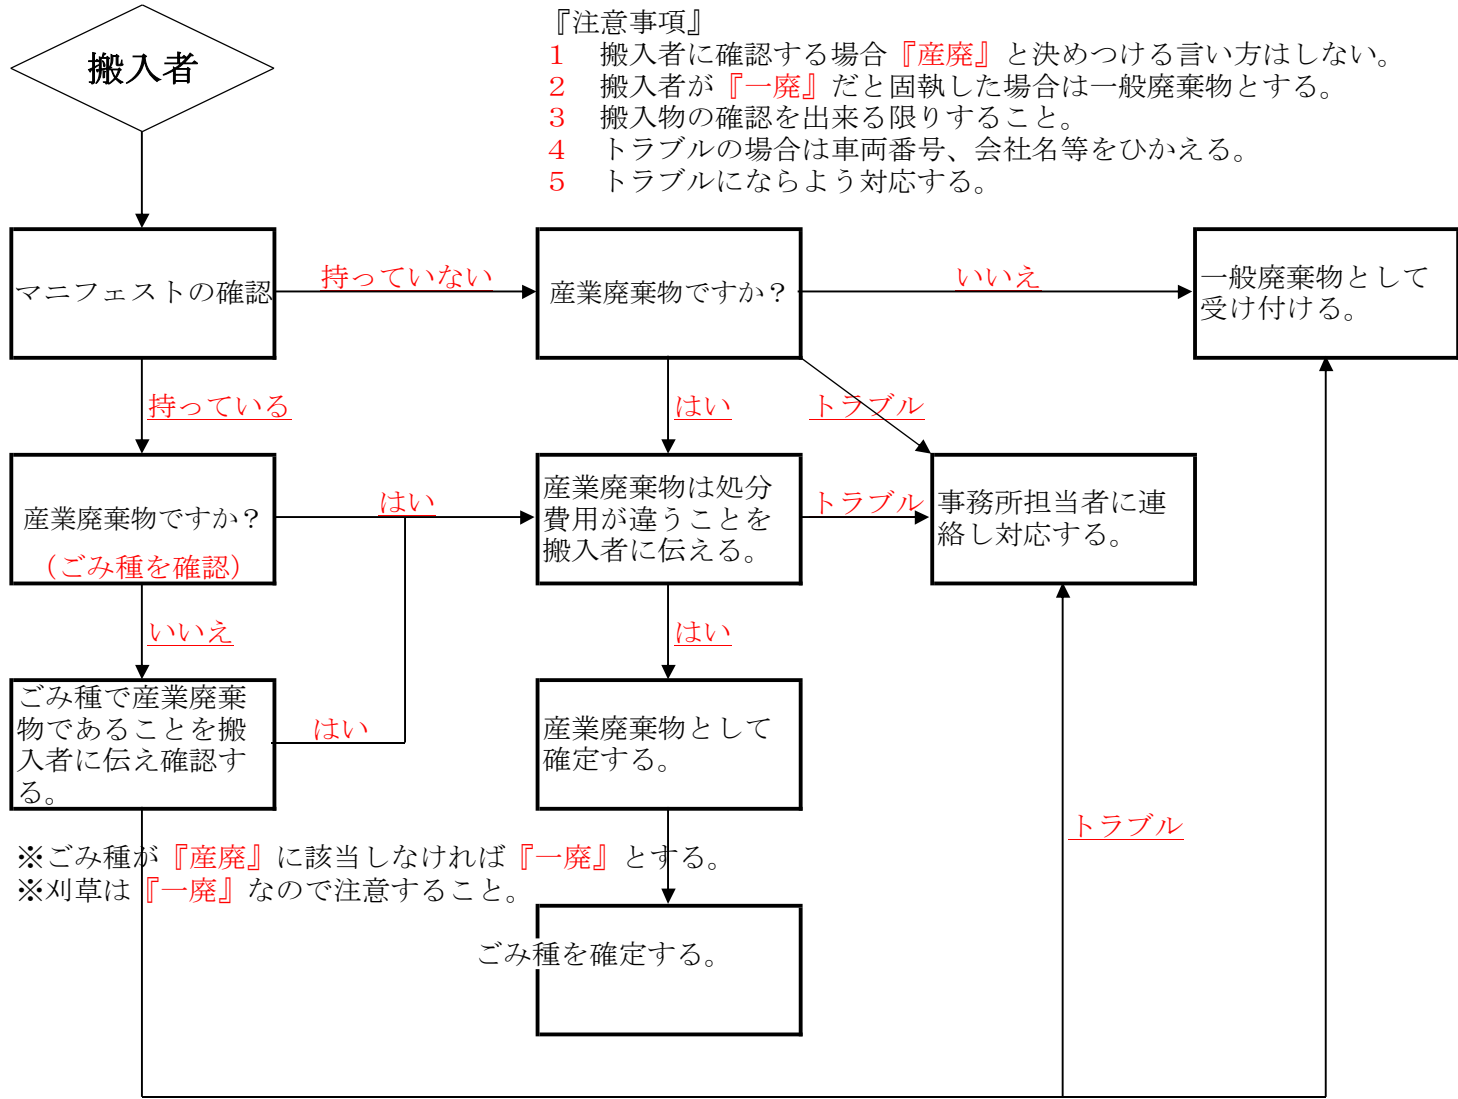 搬入者
『注意事項』
1 搬入者に確認する場合『産廃』と決めつける言い方はしない。
2 搬入者が『一廃』だと固執した場合は一般廃棄物とする。
3 搬入物の確認を出来る限りすること。
4 トラブルの場合は車両番号、会社名等をひかえる。
5 トラブルにならよう対応する。
マニフェストの確認
持っていない
産業廃棄物ですか？
いいえ
一般廃棄物として
受け付ける。
持っている
はい
トラブル
産業廃棄物ですか？
（ごみ種を確認）
はい
産業廃棄物は処分
費用が違うことを
搬入者に伝える。
トラブル
事務所担当者に連
絡し対応する。
いいえ
はい
ごみ種で産業廃棄
物であることを搬
入者に伝え確認す
る。
はい
産業廃棄物として
確定する。
トラブル
※ごみ種が『産廃』に該当しなければ『一廃』とする。
※刈草は『一廃』なので注意すること。
ごみ種を確定する。